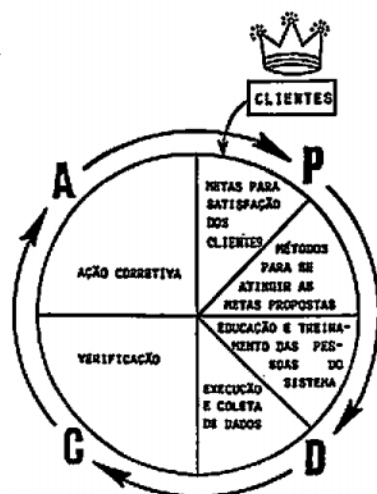 CLIENTES
A
P
METAS PARA
SATISFAÇÃO
DOS
CLIENTES
MÉTODOS
PARA SE
ATINGIR AS
METAS PROPOSTAS
AÇÃO CORRETIVA
EDUCAÇÃO E TREINA-
MENTO DAS PES-
SOAS DO
SISTEMA
VERIFICAÇÃO
EXECUÇÃO
E COLETA
DE DADOS
C
D